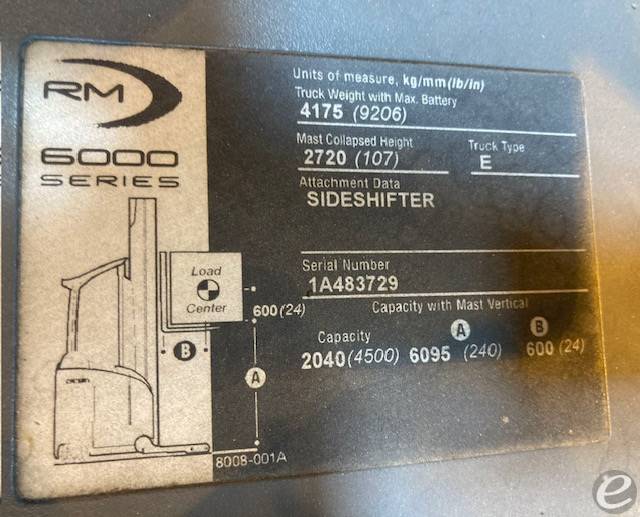 RM
6000
SERIES
Load
Center
600 (24)
B
A
CROWN
8008-001A
Units of measure, kg/mm(lb/in)
Truck Weight with Max. Battery
4175 (9206)
Mast Collapsed Height Truck Type
2720 (107) E
Attachment Data
SIDESHIFTER
Serial Number
1A483729
Capacity with Mast Vertical
Capacity A B
2040(4500) 6095 (240) 600 (24)
e